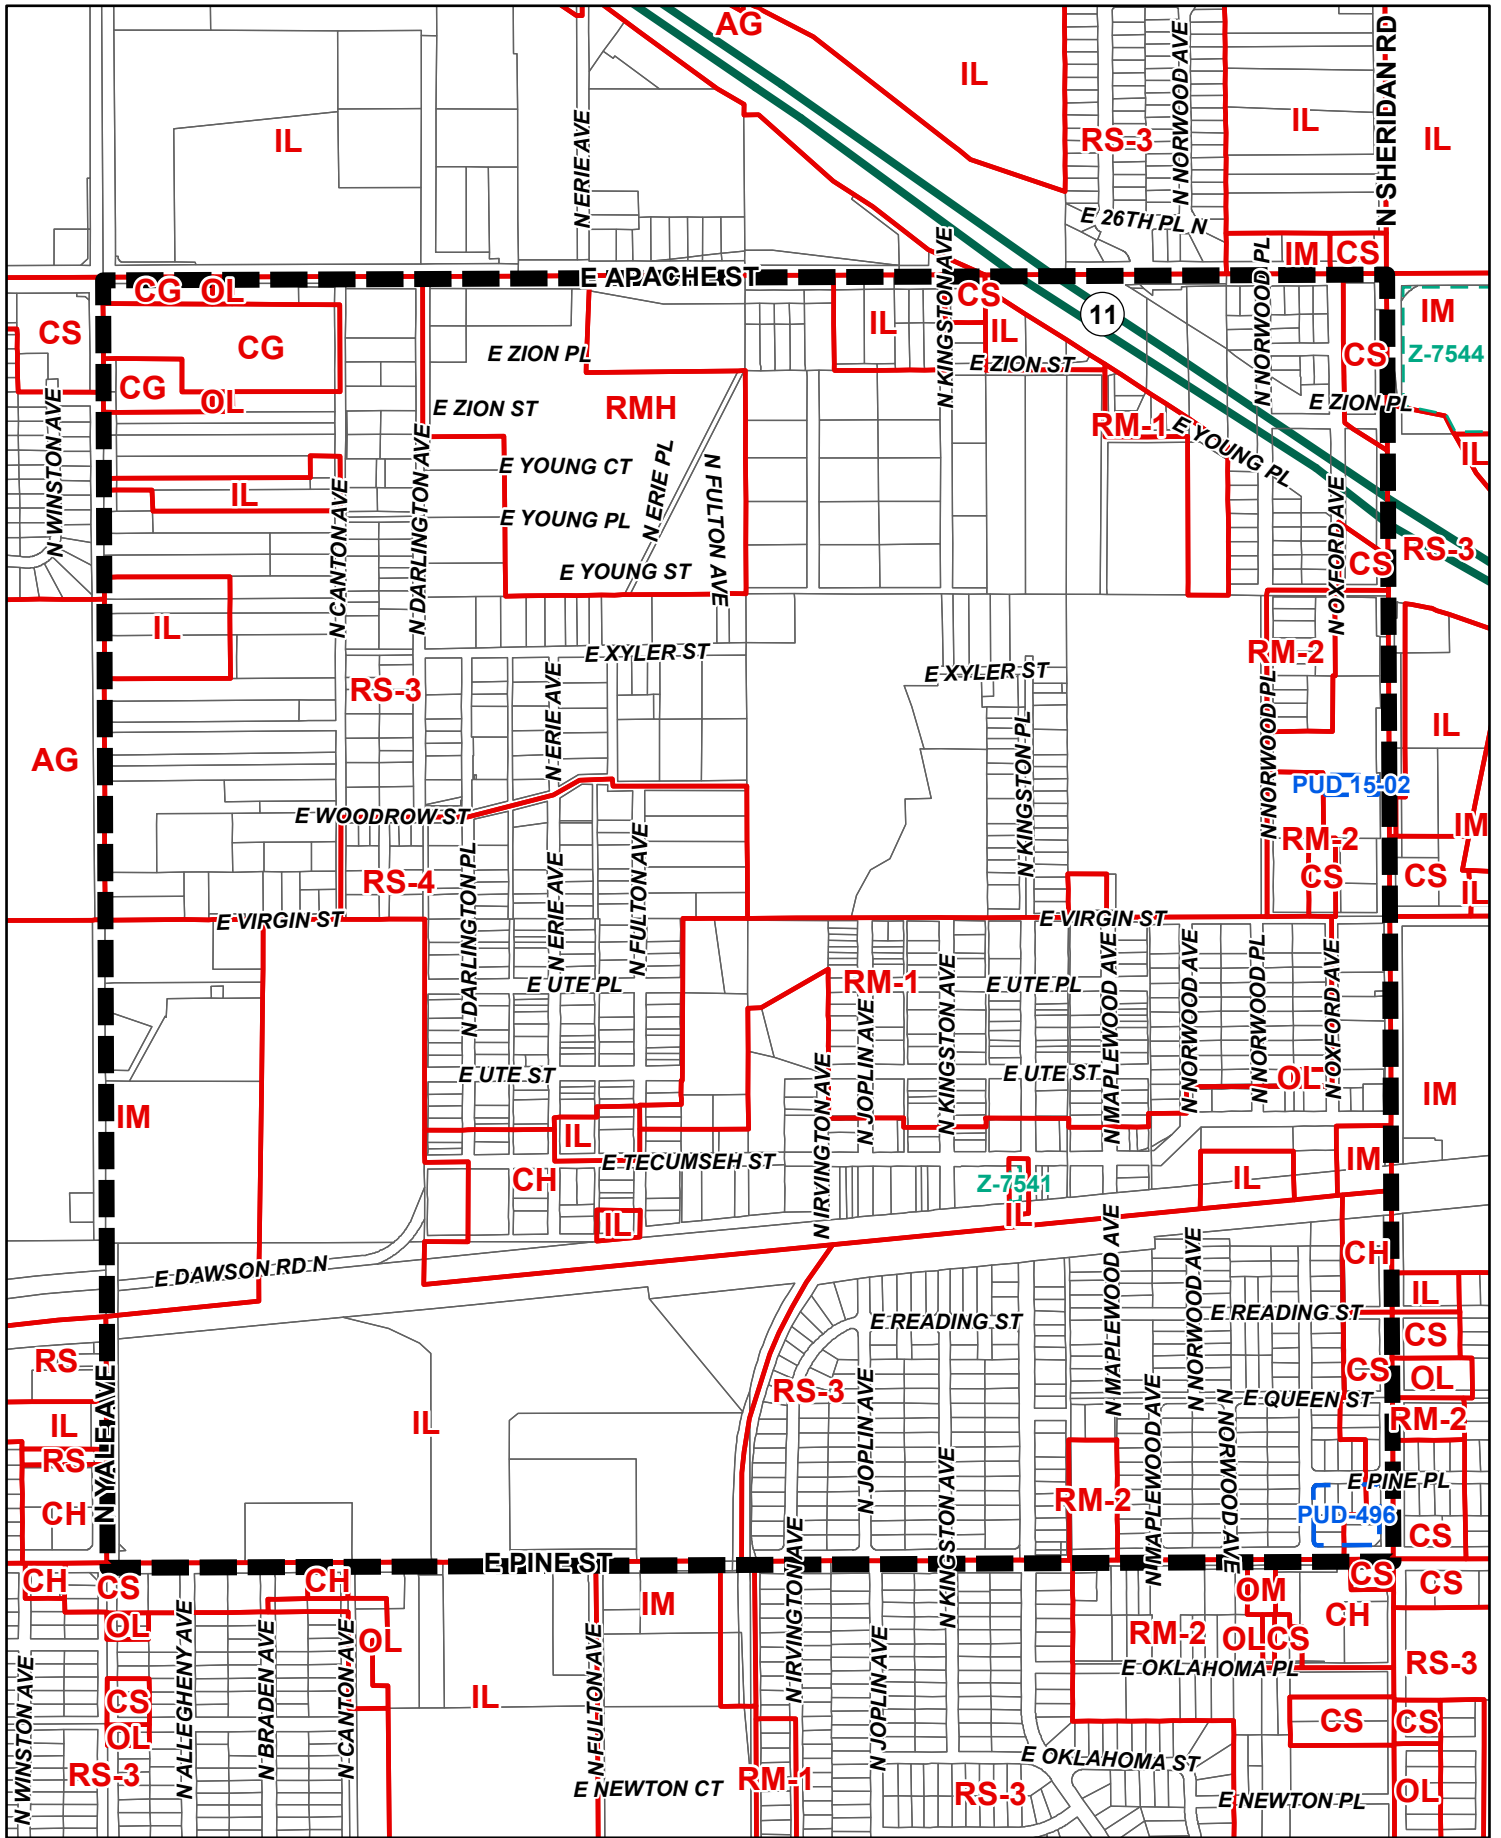 AG
N SHERIDAN RD
IL
N NORWOOD AVE
IL
IL
RS-3
IL
IL
N ERIE AVE
E 26TH PL N
IM
CS
N KINGSTON AVE
N NORWOOD PL
E APACHE ST
CG
OL
CS
IM
11
CS
IL
IL
CG
E ZION PL
E ZION ST
CS
Z-7544
CG
OL
E ZION ST
RMH
E ZION PL
N WINSTON AVE
RM-1
E YOUNG PL
IL
E YOUNG CT
N ERIE PL
N FULTON AVE
IL
N DARLINGTON AVE
N CANTON AVE
E YOUNG PL
N OXFORD AVE
RS-3
CS
E YOUNG ST
IL
E XYLER ST
RM-2
E XYLER ST
RS-3
N ERIE AVE
N KINGSTON PL
N NORWOOD PL
IL
AG
PUD 15-02
E WOODROW ST
IM
RM-2
CS
CS
IL
RS-4
N DARLINGTON PL
N ERIE AVE
N FULTON AVE
E VIRGIN ST
E VIRGIN ST
E UTE PL
RM-1
E UTE PL
N JOPLIN AVE
N KINGSTON AVE
N MAPLEWOOD AVE
N NORWOOD AVE
N NORWOOD PL
N OXFORD AVE
E UTE ST
E UTE ST
OL
IM
IM
N IRVINGTON AVE
IL
E TECUMSEH ST
IM
CH
Z-7541
IL
IL
IL
CH
E DAWSON RD N
N MAPLEWOOD AVE
N NORWOOD AVE
IL
E READING ST
E READING ST
CS
RS
N YALE AVE
RS-3
CS
OL
E QUEEN ST
IL
IL
RM-2
N JOPLIN AVE
N KINGSTON AVE
N MAPLEWOOD AVE
N NORWOOD AVE
RS
E PINE PL
RM-2
CH
PUD-496
CS
E PINE ST
N IRVINGTON AVE
CH
CS
CH
CS
CS
IM
OM
CH
OL
OL
RM-2
OL
CS
N WINSTON AVE
N ALLEGHENY AVE
N BRADEN AVE
N CANTON AVE
N FULTON AVE
N JOPLIN AVE
E OKLAHOMA PL
RS-3
CS
IL
CS
CS
OL
E OKLAHOMA ST
RS-3
E NEWTON CT
RM-1
RS-3
E NEWTON PL
OL